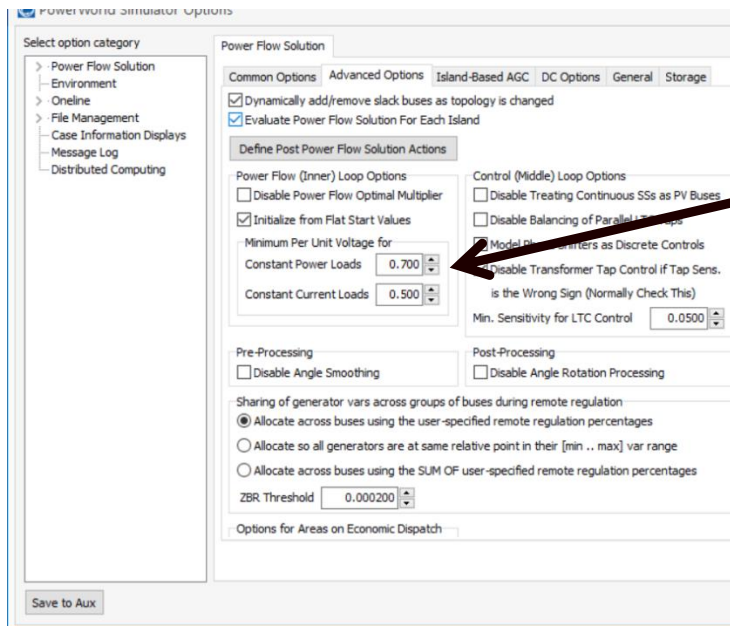 PowerWorld Simulator Options
Select option category
Power Flow Solution
Environment
Oneline
File Management
Case Information Displays
Message Log
Distributed Computing
Save to Aux
Power Flow Solution
Common Options Advanced Options Island-Based AGC DC Options General Storage
Dynamically add/remove slack buses as topology is changed
Evaluate Power Flow Solution For Each Island
Define Post Power Flow Solution Actions
Power Flow (Inner) Loop Options
Disable Power Flow Optimal Multiplier
Initialize from Flat Start Values
Minimum Per Unit Voltage for
Constant Power Loads 0.700
Constant Current Loads 0.500
Control (Middle) Loop Options
Disable Treating Continuous SSs as PV Buses
Disable Balancing of Parallel
Model Shifters as Discrete Controls
Disable Transformer Tap Control if Tap Sens.
is the Wrong Sign (Normally Check This)
Min. Sensitivity for LTC Control 0.0500
Pre-Processing
Disable Angle Smoothing
Post-Processing
Disable Angle Rotation Processing
Sharing of generator vars across groups of buses during remote regulation
Allocate across buses using the user-specified remote regulation percentages
Allocate so all generators are at same relative point in their [min .. max] var range
Allocate across buses using the SUM OF user-specified remote regulation percentages
ZBR Threshold 0.000200
Options for Areas on Economic Dispatch